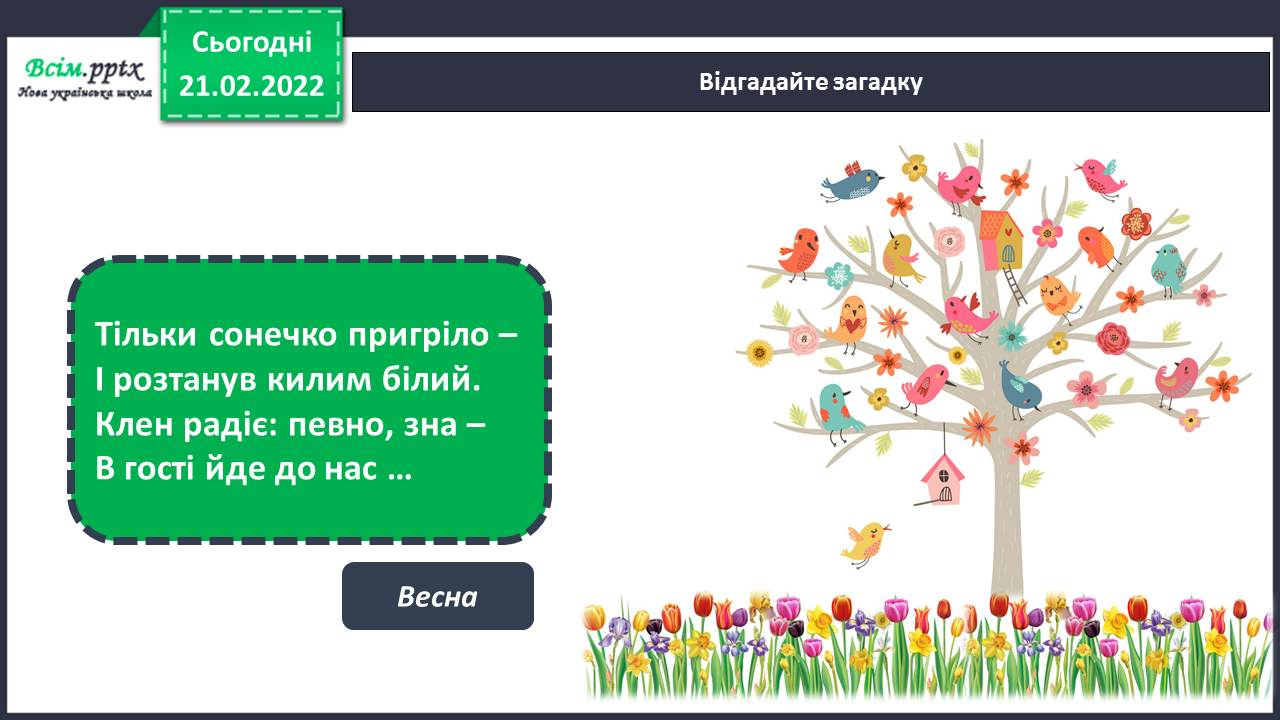 Сьогодні
21.02.2022
Всім.pptx
Нова українська школа
Відгадайте загадку
Тільки сонечко пригріло –
І розтанув килим білий.
Клен радіє: певно, зна –
В гості йде до нас ...
Весна